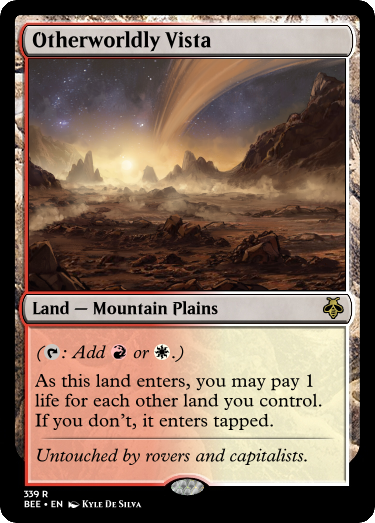 Otherworldly Vista
Land — Mountain Plains
(: Add or .)
As this land enters, you may pay 1
life for each other land you control.
If you don't, it enters tapped.
Untouched by rovers and capitalists.
339 R
BEE • EN Kyle De Silva